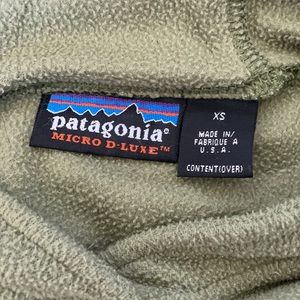 patagonia®
MICRO D-LUXE™
XS
MADE IN/
FABRIQUE A
U.S.A.
CONTENT(OVER)